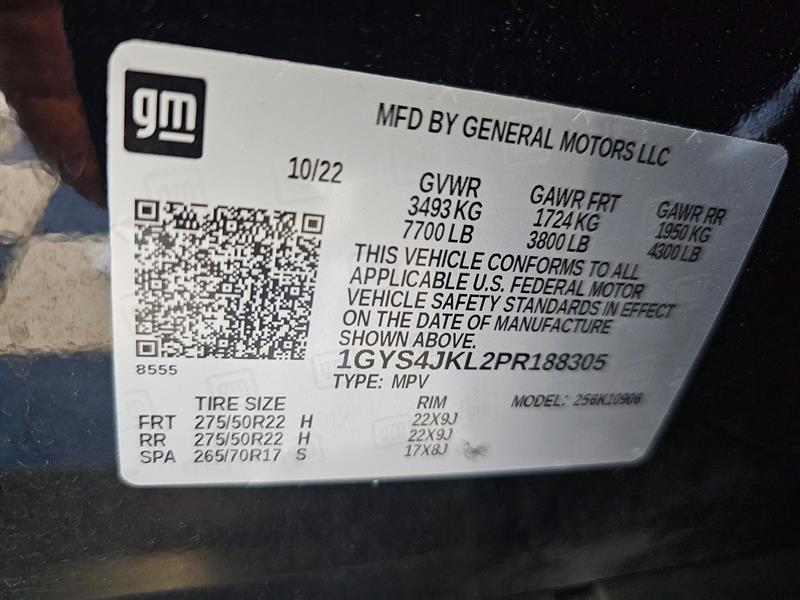 gm
MFD BY GENERAL MOTORS LLC
10/22
GVWR GAWR FRT GAWR RR
3493 KG 1724 KG 1950 KG
7700 LB 3800 LB 4300 LB
THIS VEHICLE CONFORMS TO ALL
APPLICABLE U.S. FEDERAL MOTOR
VEHICLE SAFETY STANDARDS IN EFFECT
ON THE DATE OF MANUFACTURE
SHOWN ABOVE.
1GYS4JKL2PR188305
8555
TYPE: MPV MODEL: 256K10906
TIRE SIZE RIM
FRT 275/50R22 H 22X9J
RR 275/50R22 H 22X9J
SPA 265/70R17 S 17X8J